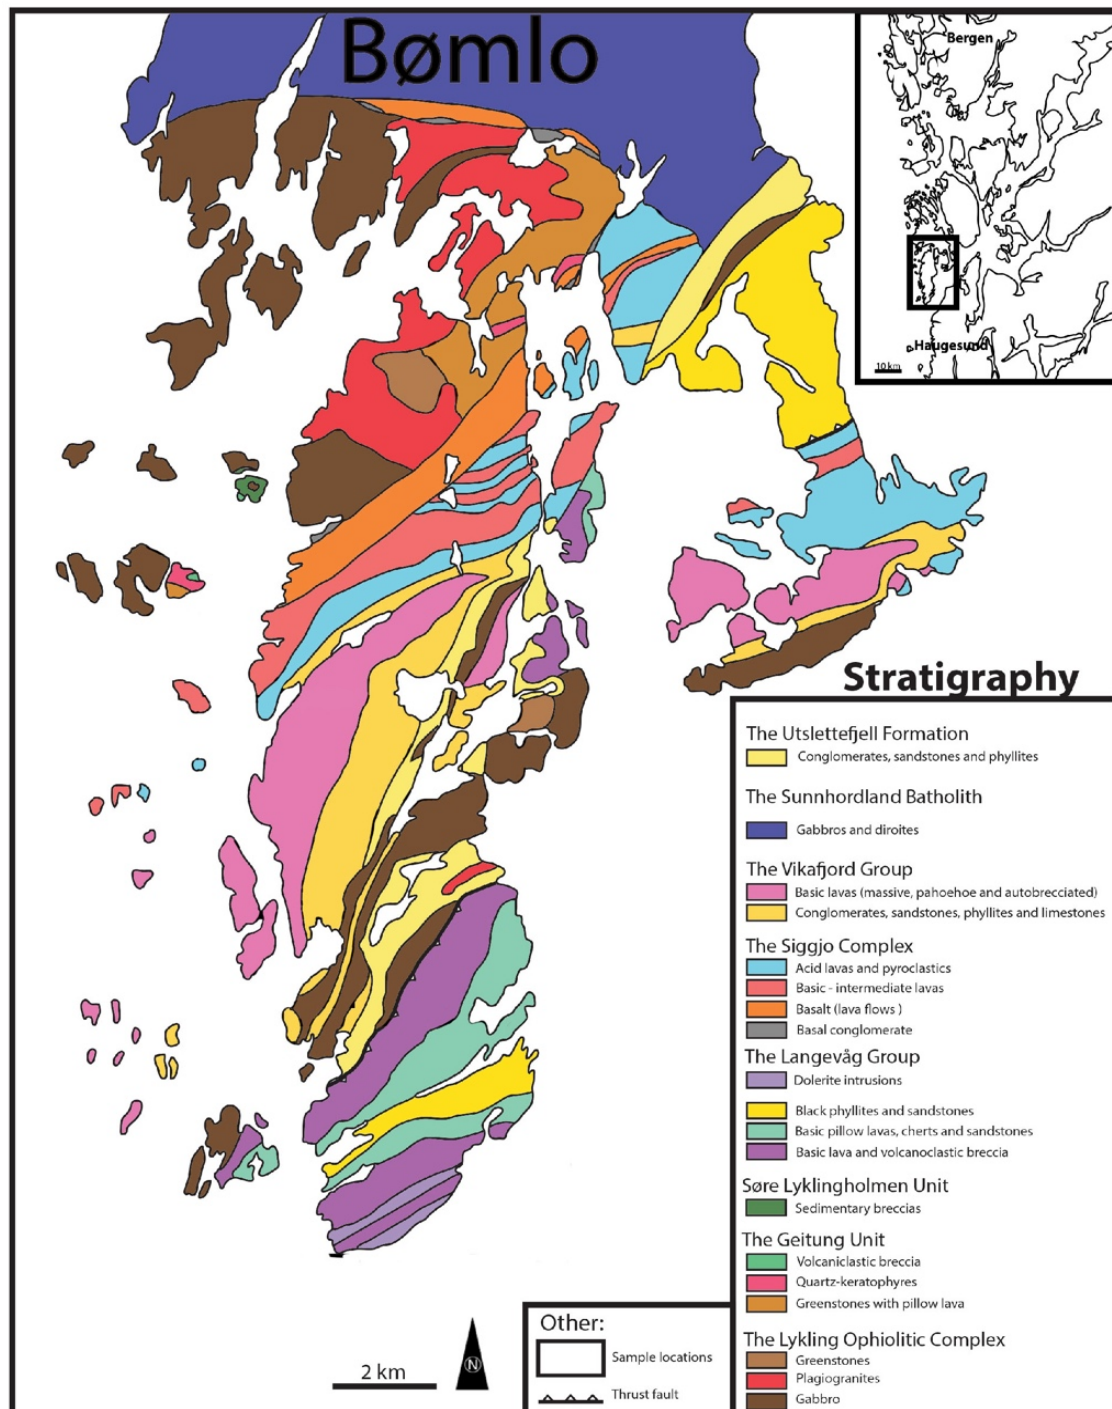 Bømlo
Bergen
Haugesund
10 km
Stratigraphy
The Utslettefjell Formation
Conglomerates, sandstones and phyllites
The Sunnhordland Batholith
Gabbros and diroites
The Vikafjord Group
Basic lavas (massive, pahoehoe and autobrecciated)
Conglomerates, sandstones, phyllites and limestones
The Siggjo Complex
Acid lavas and pyroclastics
Basic - intermediate lavas
Basalt (lava flows )
Basal conglomerate
The Langevåg Group
Dolerite intrusions
Black phyllites and sandstones
Basic pillow lavas, cherts and sandstones
Basic lava and volcanoclastic breccia
Søre Lyklingholmen Unit
Sedimentary breccias
The Geitung Unit
Volcaniclastic breccia
Quartz-keratophyres
Greenstones with pillow lava
The Lykling Ophiolitic Complex
Greenstones
Plagiogranites
Gabbro
Other:
Sample locations
Thrust fault
2 km
N